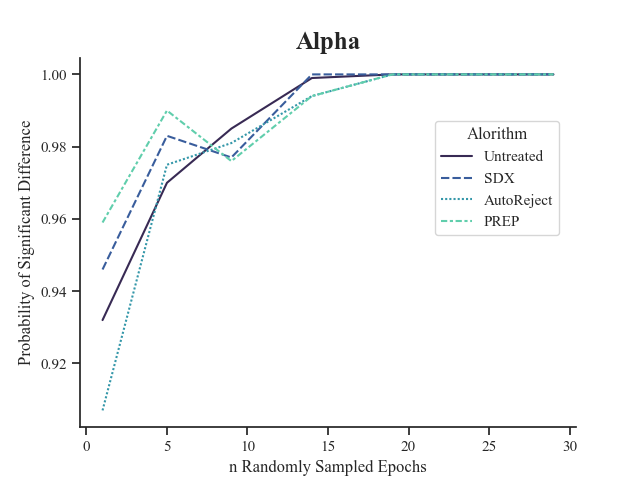 Alpha
Probability of Significant Difference
1.00
0.98
0.96
0.94
0.92
Alorithm
Untreated
SDX
AutoReject
PREP
0 5 10 15 20 25 30
n Randomly Sampled Epochs